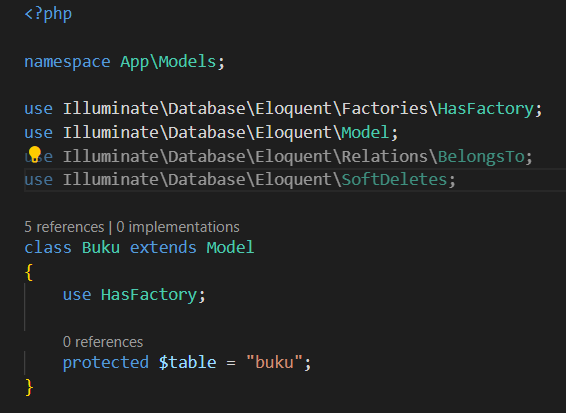 <?php
namespace App\Models;
use Illuminate\Database\Eloquent\Factories\HasFactory;
use Illuminate\Database\Eloquent\Model;
use Illuminate\Database\Eloquent\Relations\BelongsTo;
use Illuminate\Database\Eloquent\SoftDeletes;
5 references | 0 implementations
class Buku extends Model
{
use HasFactory;
0 references
protected $table = "buku";
}